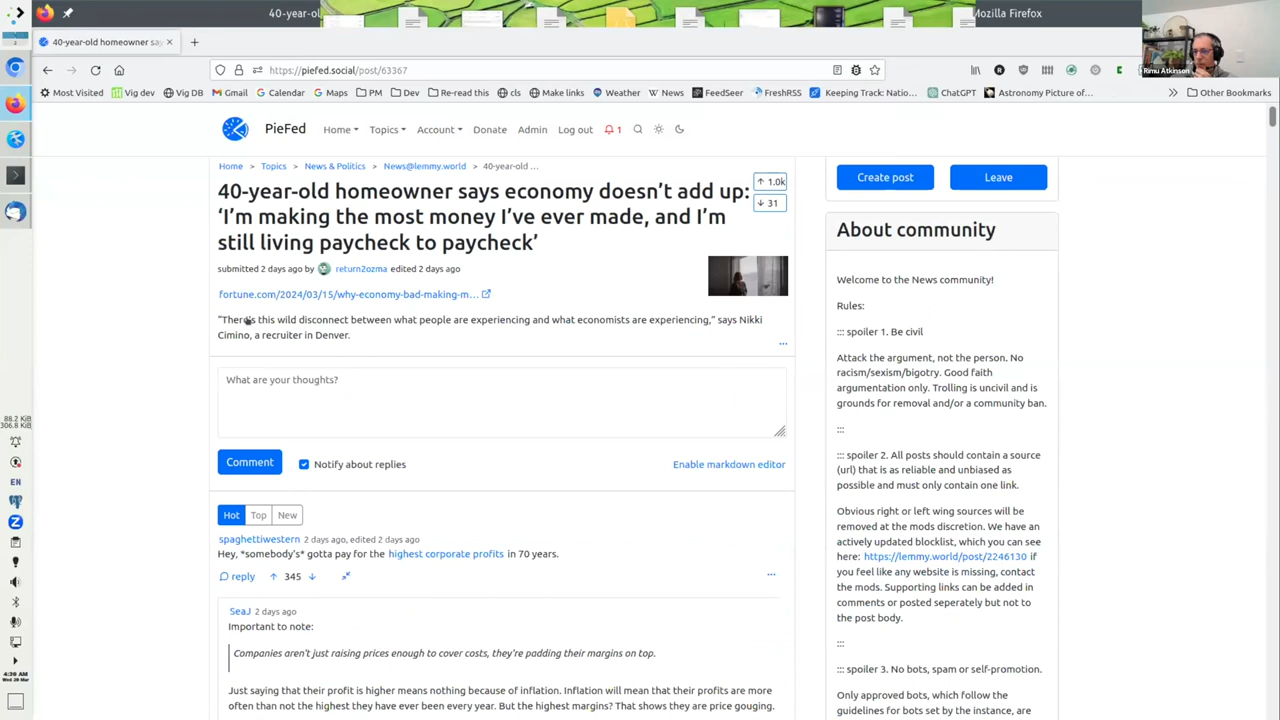 40-year-ol
Mozilla Firefox
Rimu Atkinson
40-year-old homeowner sa
https://piefed.social/post/63367
Most Visited
Vig dev
Vig DB
Gmail
Calendar
Maps
PM
Dev
Re-read this
cls
Make links
Weather
News
FeedSeer
FreshRSS
Keeping Track: Natio...
ChatGPT
Astronomy Picture of...
Other Bookmarks
PieFed
Home
Topics
Account
Donate
Admin
Log out
1
Home > Topics > News & Politics > News@lemmy.world > 40-year-old ...
40-year-old homeowner says economy doesn’t add up:
‘I’m making the most money I’ve ever made, and I’m
still living paycheck to paycheck’
1.0k
31
submitted 2 days ago by return2ozma edited 2 days ago
fortune.com/2024/03/15/why-economy-bad-making-m...
"There's this wild disconnect between what people are experiencing and what economists are experiencing," says Nikki
Cimino, a recruiter in Denver.
...
What are your thoughts?
Comment
Notify about replies
Enable markdown editor
Hot Top New
spaghettiwestern 2 days ago, edited 2 days ago
Hey, *somebody's* gotta pay for the highest corporate profits in 70 years.
reply 345
...
SeaJ 2 days ago
Important to note:
Companies aren't just raising prices enough to cover costs, they're padding their margins on top.
Just saying that their profit is higher means nothing because of inflation. Inflation will mean that their profits are more
often than not the highest they have ever been every year. But the highest margins? That shows they are price gouging.
Create post
Leave
About community
Welcome to the News community!
Rules:
::: spoiler 1. Be civil
Attack the argument, not the person. No
racism/sexism/bigotry. Good faith
argumentation only. Trolling is uncivil and is
grounds for removal and/or a community ban.
:::
::: spoiler 2. All posts should contain a source
(url) that is as reliable and unbiased as
possible and must only contain one link.
Obvious right or left wing sources will be
removed at the mods discretion. We have an
actively updated blocklist, which you can see
here: https://lemmy.world/post/2246130 if
you feel like any website is missing, contact
the mods. Supporting links can be added in
comments or posted seperately but not to
the post body.
:::
::: spoiler 3. No bots, spam or self-promotion.
Only approved bots, which follow the
guidelines for bots set by the instance, are
88.2 KiB
306.8 KiB
EN
4:30 AM
Wed 20 Mar